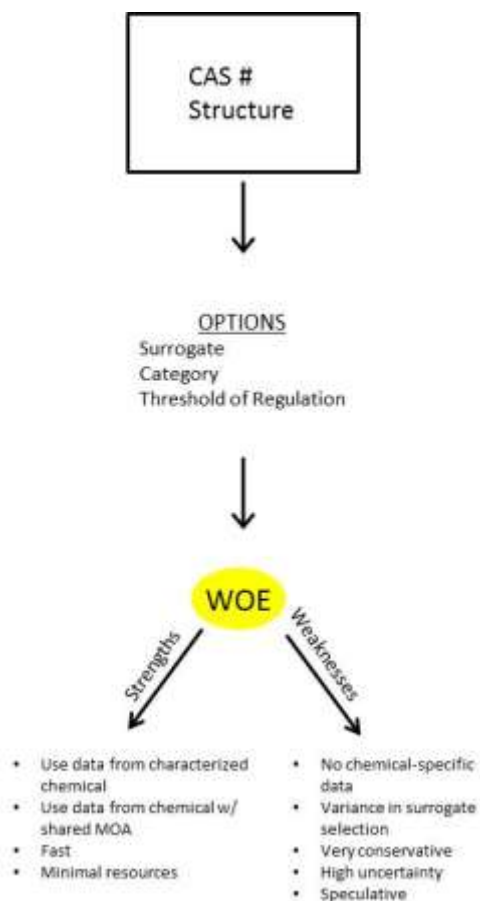 CAS #
Structure
OPTIONS
Surrogate
Category
Threshold of Regulation
WOE
Strengths
Weaknesses
• Use data from characterized
chemical
• Use data from chemical w/
shared MOA
• Fast
• Minimal resources
• No chemical-specific
data
• Variance in surrogate
selection
• Very conservative
• High uncertainty
• Speculative